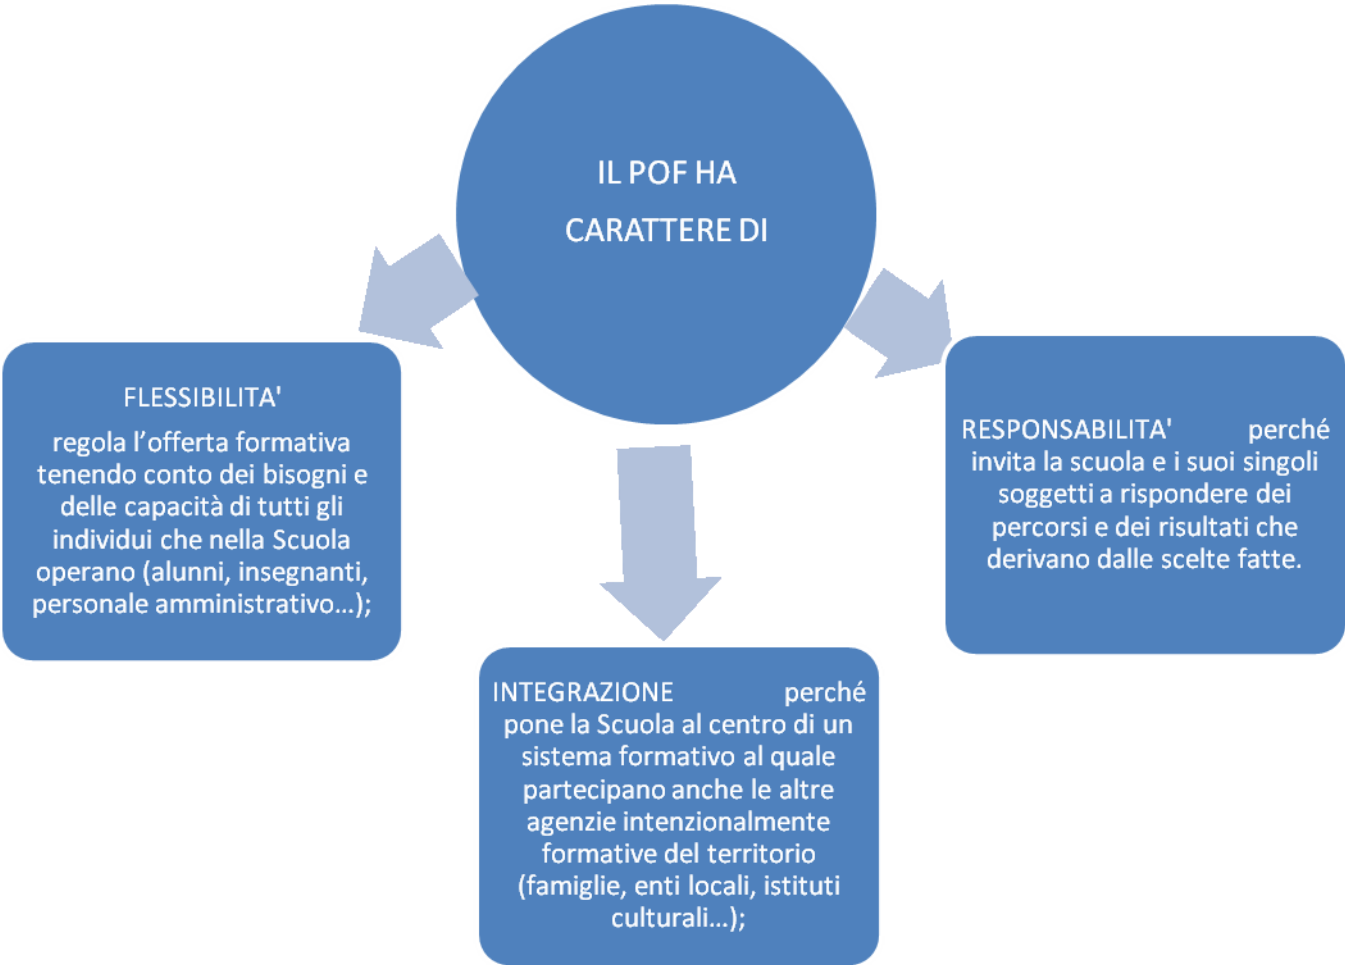 IL POF HA
CARATTERE DI
FLESSIBILITA'
regola l’offerta formativa
tenendo conto dei bisogni e
delle capacità di tutti gli
individui che nella Scuola
operano (alunni, insegnanti,
personale amministrativo…);
INTEGRAZIONE perché
pone la Scuola al centro di un
sistema formativo al quale
partecipano anche le altre
agenzie intenzionalmente
formative del territorio
(famiglie, enti locali, istituti
culturali…);
RESPONSABILITA' perché
invita la scuola e i suoi singoli
soggetti a rispondere dei
percorsi e dei risultati che
derivano dalle scelte fatte.